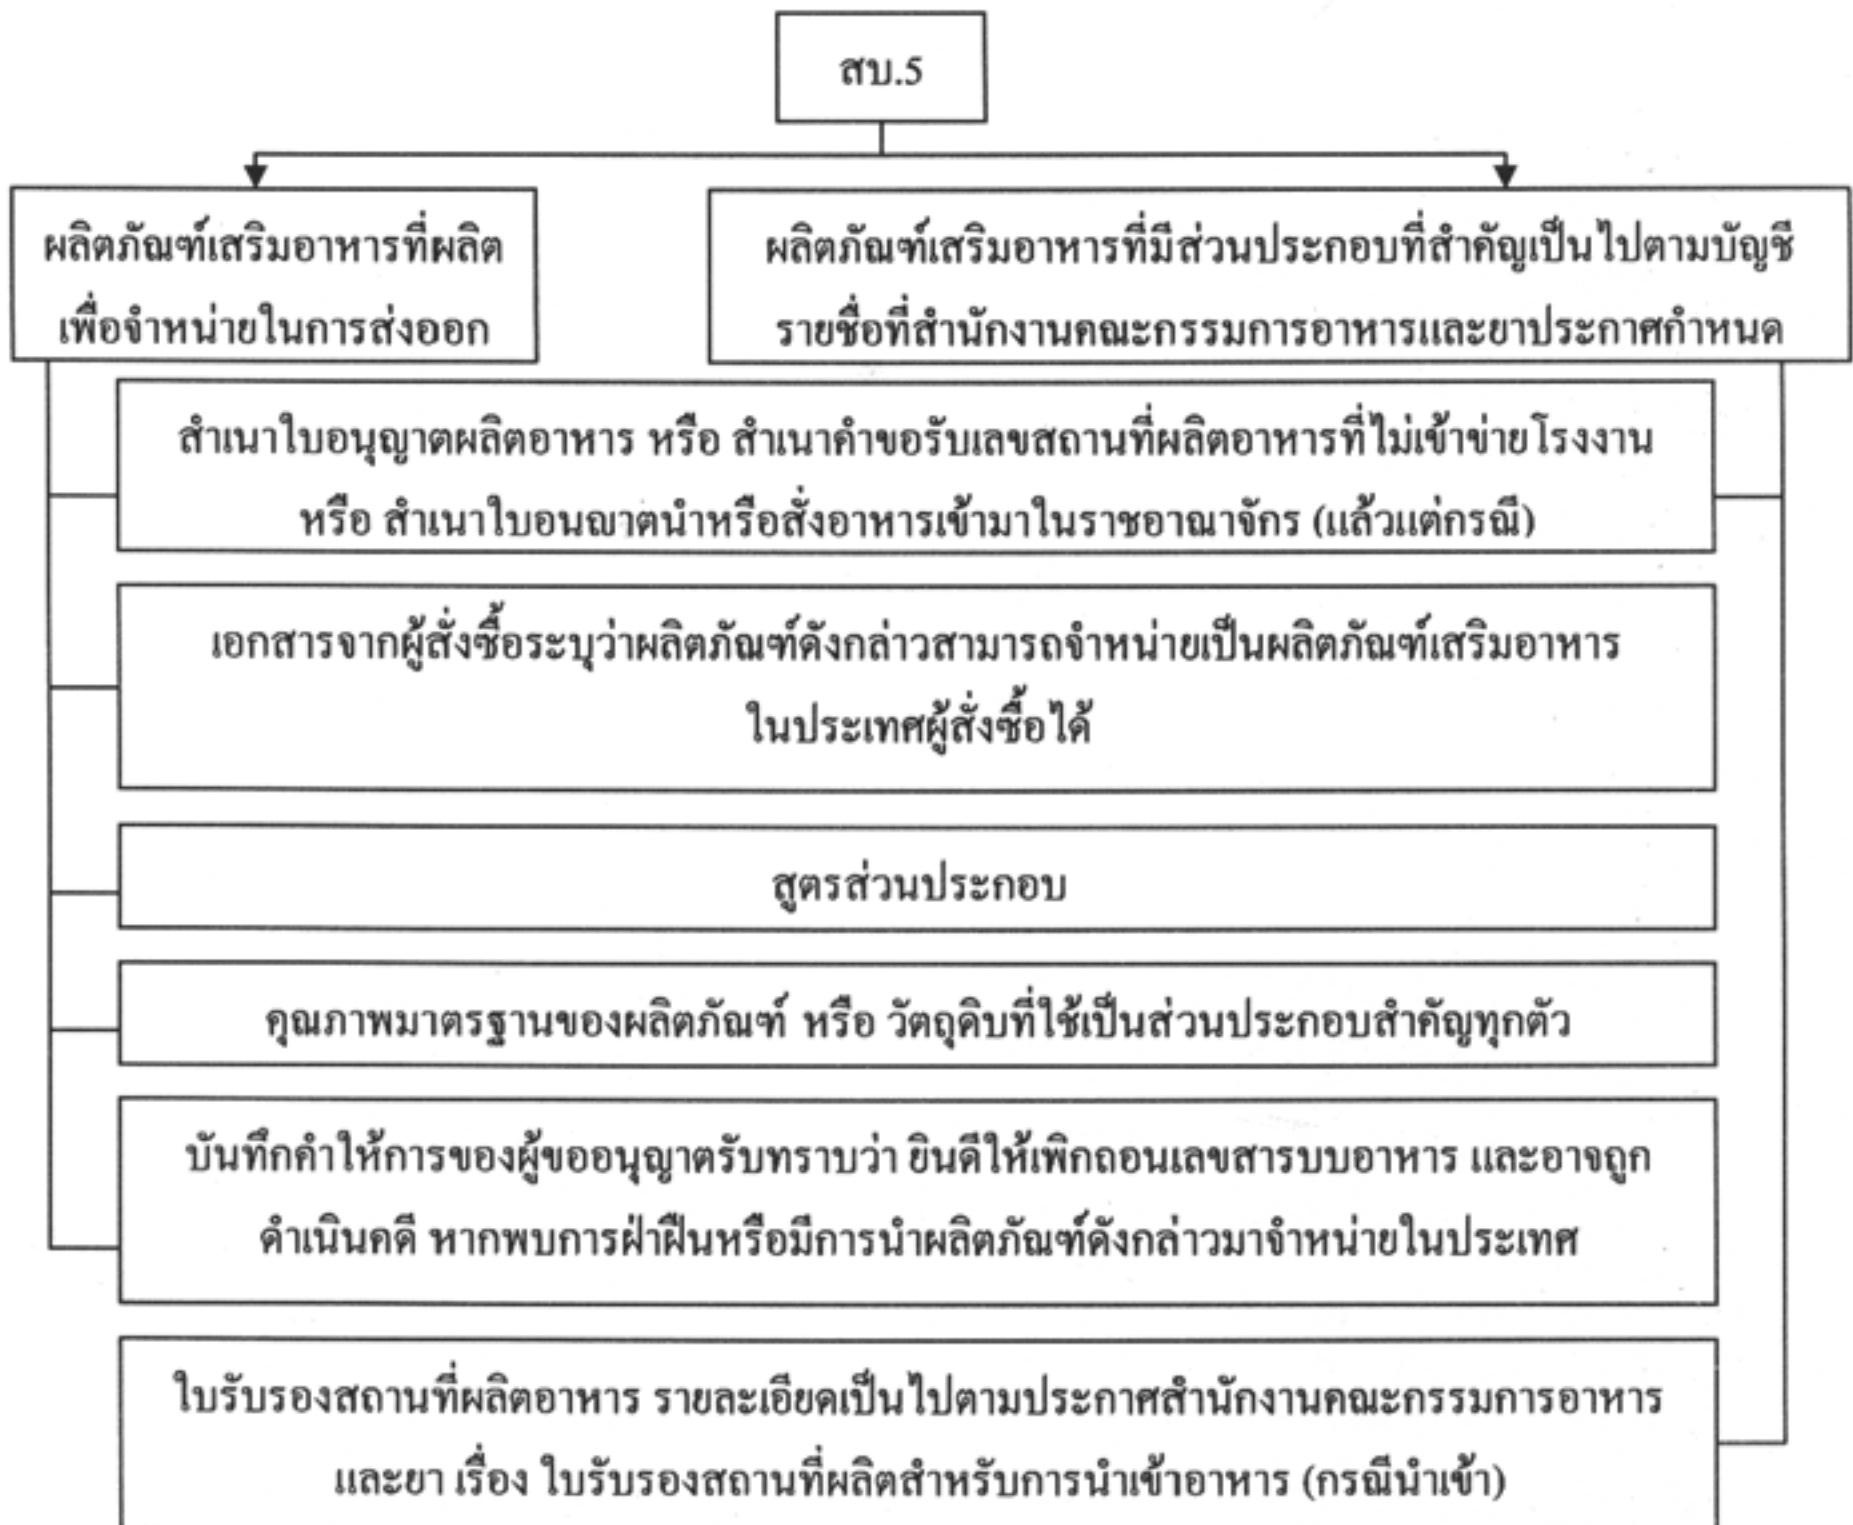 สบ.5
ผลิตภัณฑ์เสริมอาหารที่ผลิต
เพื่อจำหน่ายในการส่งออก
ผลิตภัณฑ์เสริมอาหารที่มีส่วนประกอบที่สำคัญเป็นไปตามบัญชี
รายชื่อที่สำนักงานคณะกรรมการอาหารและยาประกาศกำหนด
สำเนาใบอนุญาตผลิตอาหาร หรือ สำเนาคำขอรับเลขสถานที่ผลิตอาหารที่ไม่เข้าข่ายโรงงาน
หรือ สำเนาใบอนญาตนำหรือสั่งอาหารเข้ามาในราชอาณาจักร (แล้วแต่กรณี)
เอกสารจากผู้สั่งซื้อระบุว่าผลิตภัณฑ์ดังกล่าวสามารถจำหน่ายเป็นผลิตภัณฑ์เสริมอาหาร
ในประเทศผู้สั่งซื้อได้
สูตรส่วนประกอบ
คุณภาพมาตรฐานของผลิตภัณฑ์ หรือ วัตถุดิบที่ใช้เป็นส่วนประกอบสำคัญทุกตัว
บันทึกคำให้การของผู้ขออนุญาตรับทราบว่า ยินดีให้เพิกถอนเลขสารบบอาหาร และอาจถูก
ดำเนินคดี หากพบการฝ่าฝืนหรือมีการนำผลิตภัณฑ์ดังกล่าวมาจำหน่ายในประเทศ
ใบรับรองสถานที่ผลิตอาหาร รายละเอียดเป็นไปตามประกาศสำนักงานคณะกรรมการอาหาร
และยา เรื่อง ใบรับรองสถานที่ผลิตสำหรับการนำเข้าอาหาร (กรณีนำเข้า)